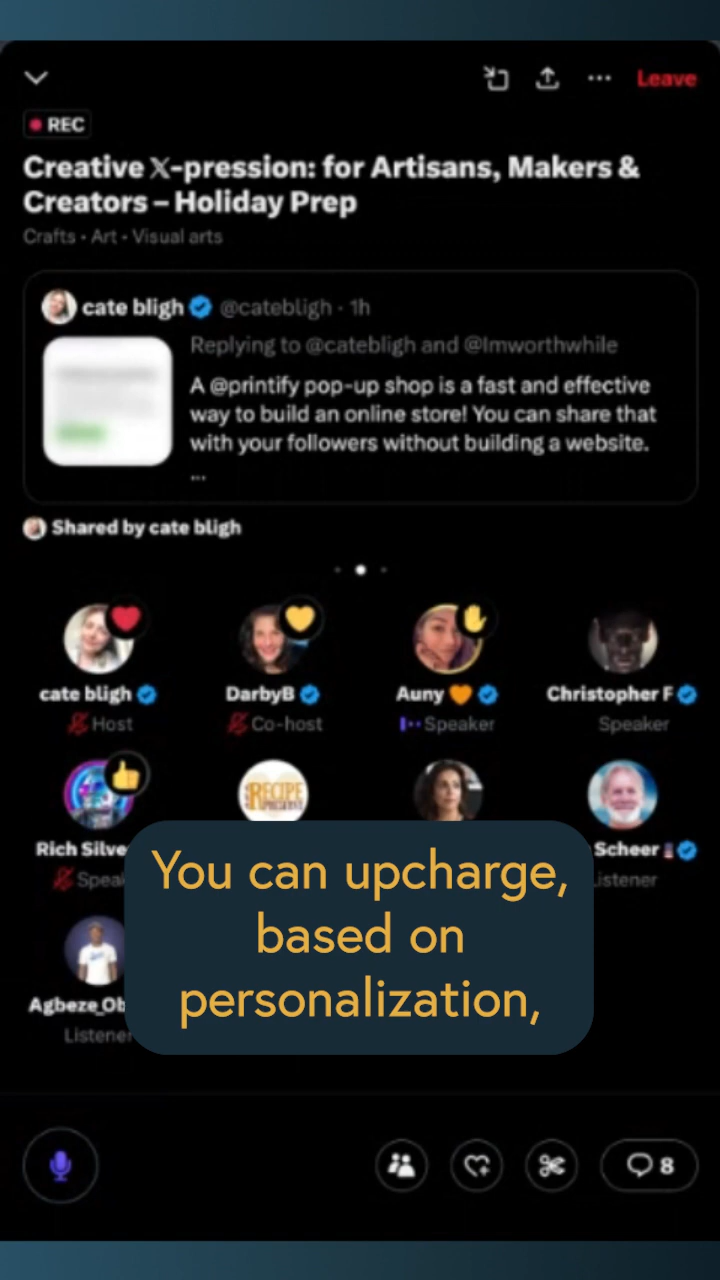 Leave
REC
Creative X-pression: for Artisans, Makers &
Creators – Holiday Prep
Crafts • Art • Visual arts
cate bligh @catebligh · 1h
Replying to @catebligh and @Imworthwhile
A @printify pop-up shop is a fast and effective
way to build an online store! You can share that
with your followers without building a website.
...
Shared by cate bligh
cate bligh DarbyB Auny Christopher F
Host Co-host Speaker Speaker
RECIPE
Rich Silve Scheer
Spea istener
You can upcharge,
based on
personalization,
Agbeze_Ob
Listener
8